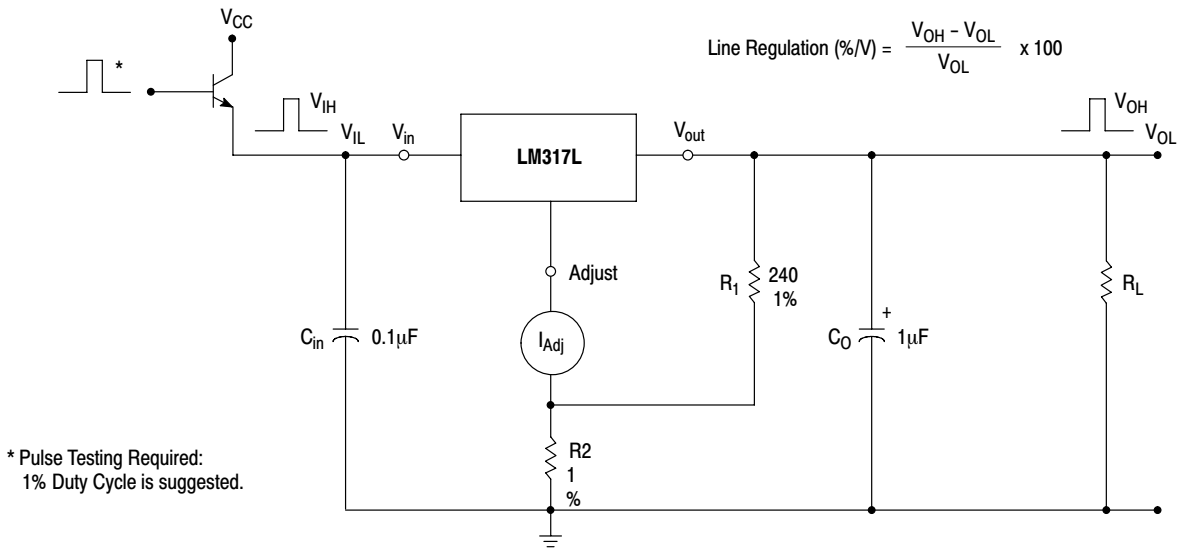 V_CC
Line Regulation (%/V) = V_OH – V_OL / V_OL x 100
*
V_IH
V_IL
V_in
LM317L
V_out
V_OH
V_OL
Adjust
R_1
240
1%
R_L
C_in
0.1μF
I_Adj
C_O
+
1μF
R2
1
%
* Pulse Testing Required:
1% Duty Cycle is suggested.